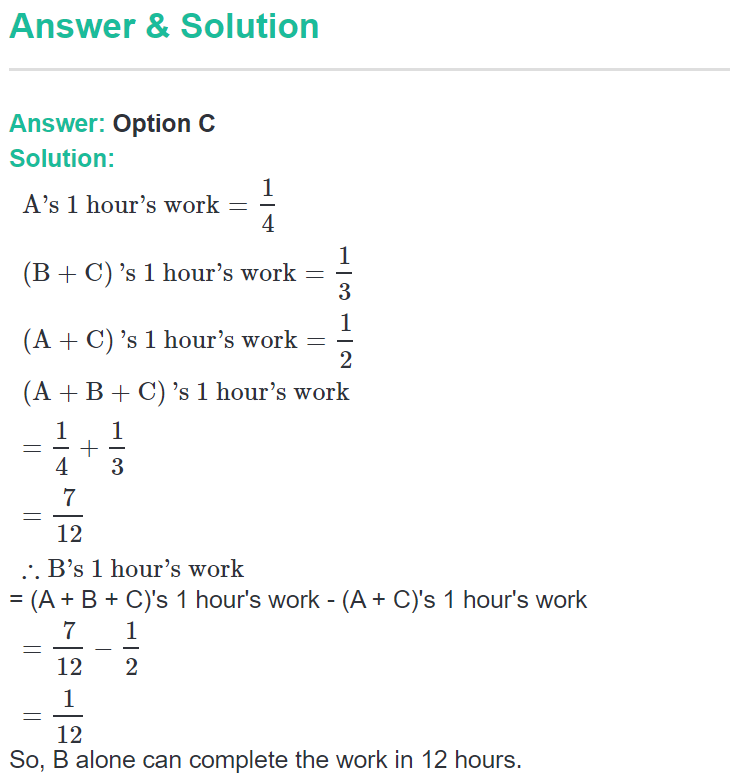 Answer & Solution
Answer: Option C
Solution:
A’s 1 hour’s work = 1/4
(B + C) ’s 1 hour’s work = 1/3
(A + C) ’s 1 hour’s work = 1/2
(A + B + C) ’s 1 hour’s work
= 1/4 + 1/3
= 7/12
∴ B’s 1 hour’s work
= (A + B + C)'s 1 hour's work - (A + C)'s 1 hour's work
= 7/12 − 1/2
= 1/12
So, B alone can complete the work in 12 hours.